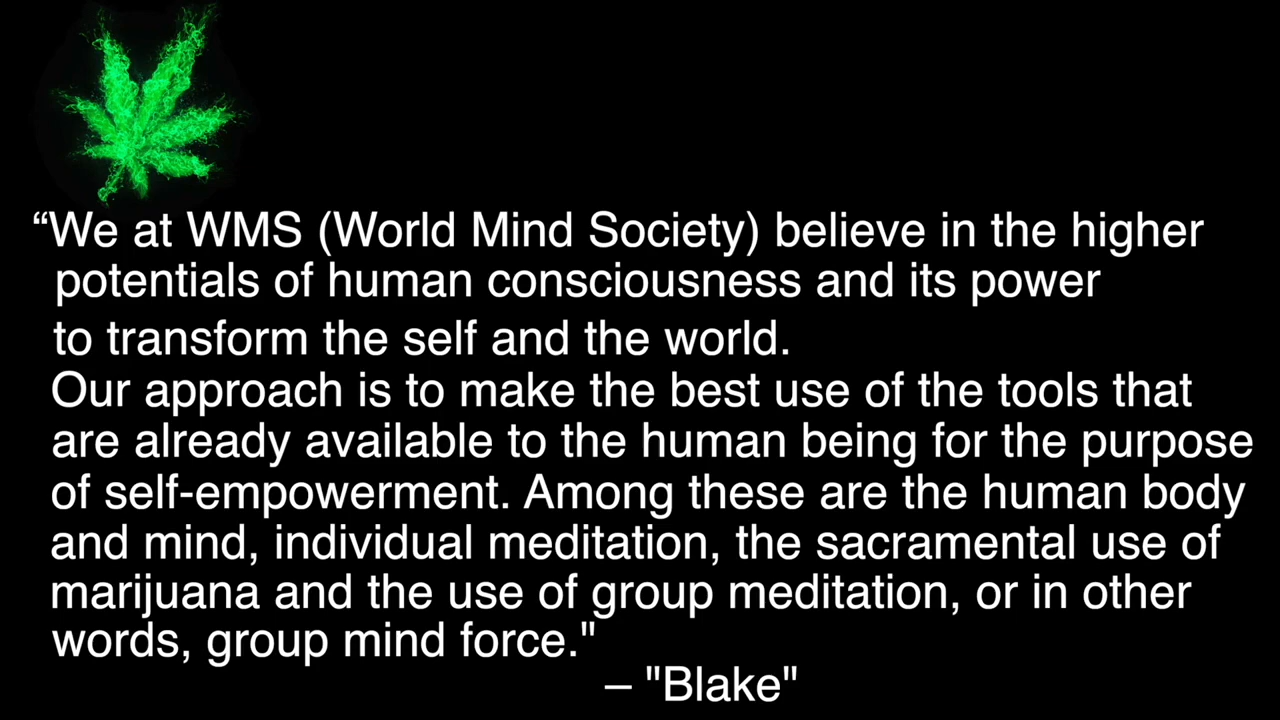 “We at WMS (World Mind Society) believe in the higher
potentials of human consciousness and its power
to transform the self and the world.
Our approach is to make the best use of the tools that
are already available to the human being for the purpose
of self-empowerment. Among these are the human body
and mind, individual meditation, the sacramental use of
marijuana and the use of group meditation, or in other
words, group mind force."
– "Blake"